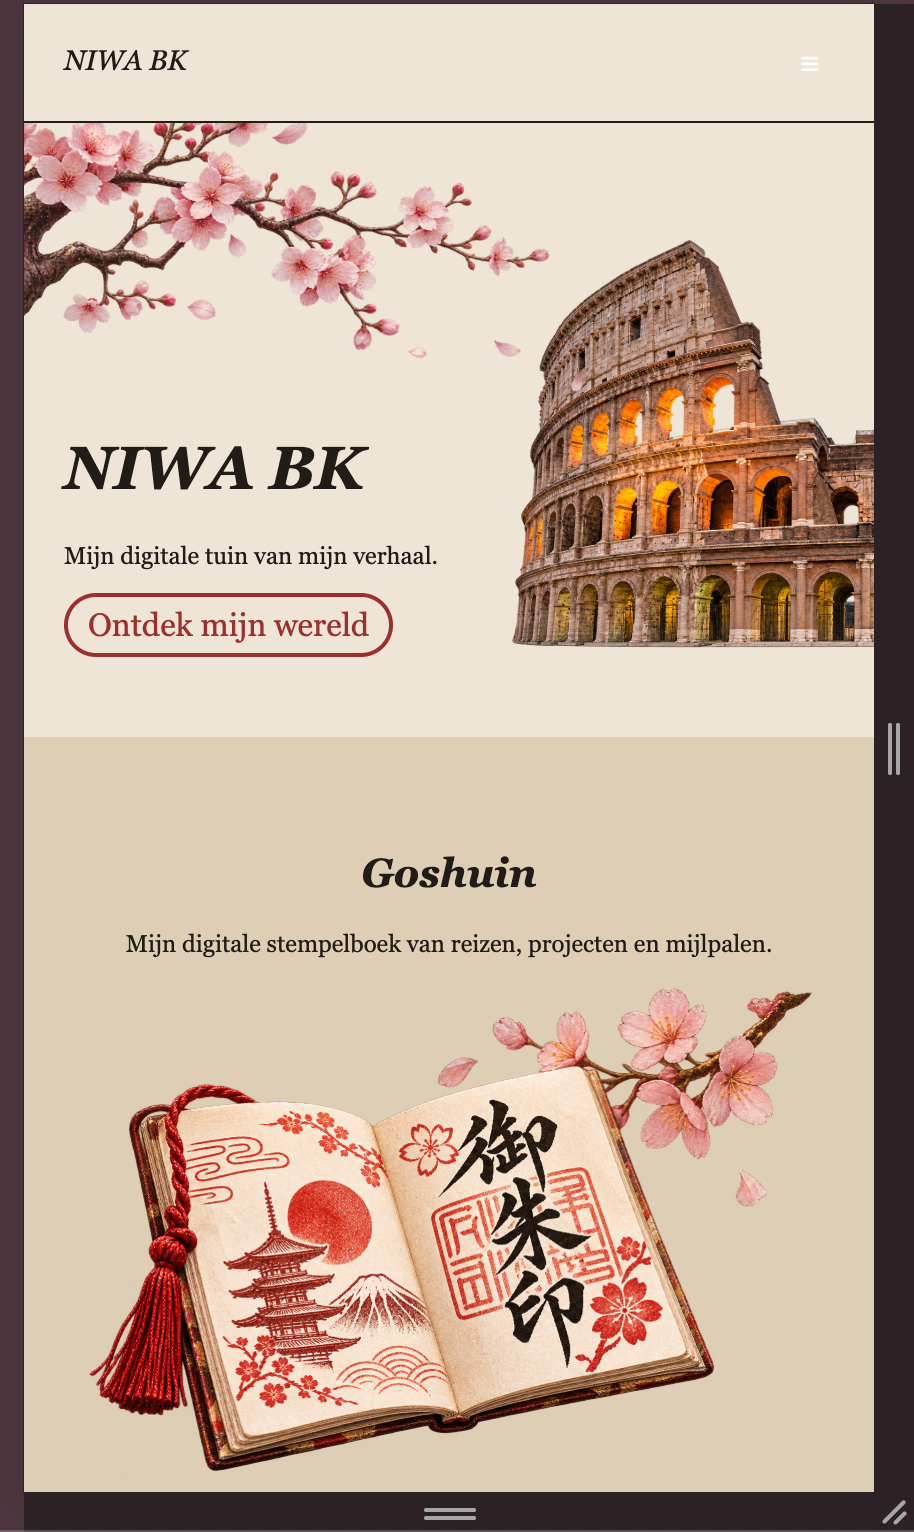 NIWA BK
NIWA BK
Mijn digitale tuin van mijn verhaal.
Ontdek mijn wereld
Goshuin
Mijn digitale stempelboek van reizen, projecten en mijlpalen.
御朱印